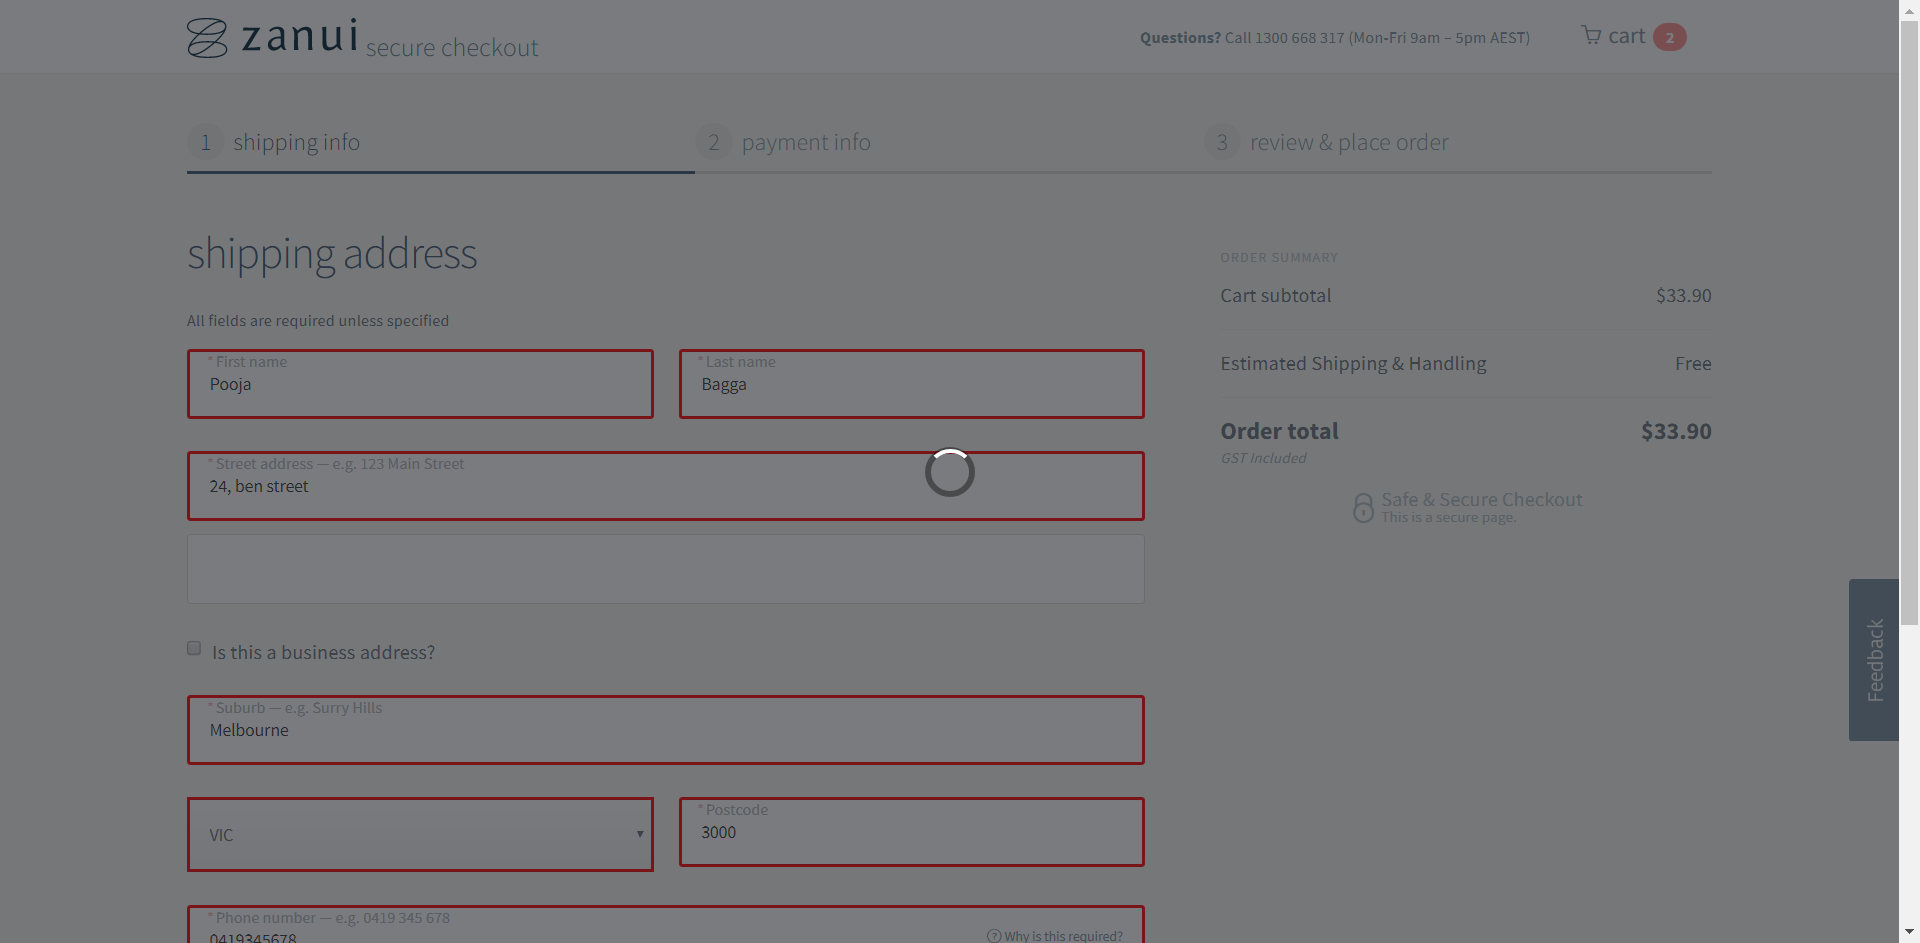 zanui secure checkout
Questions? Call 1300 668 317 (Mon-Fri 9am – 5pm AEST)
cart 2
1 shipping info
2 payment info
3 review & place order
shipping address
All fields are required unless specified
* First name
Pooja
* Last name
Bagga
* Street address — e.g. 123 Main Street
24, ben street
Is this a business address?
* Suburb — e.g. Surry Hills
Melbourne
VIC
* Postcode
3000
* Phone number — e.g. 0419 345 678
0419345678
? Why is this required?
ORDER SUMMARY
Cart subtotal $33.90
Estimated Shipping & Handling Free
Order total $33.90
GST Included
Safe & Secure Checkout
This is a secure page.
Feedback